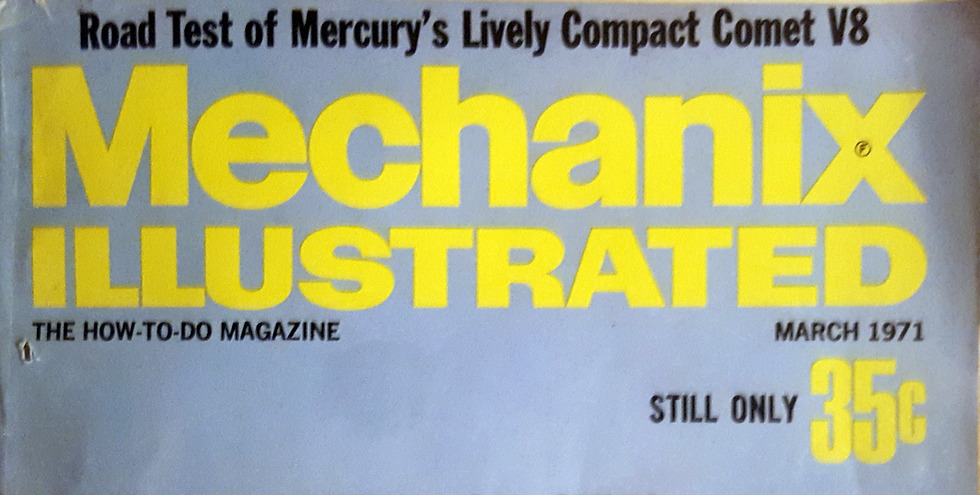 Road Test of Mercury's Lively Compact Comet V8
Mechanix
ILLUSTRATED
THE HOW-TO-DO MAGAZINE
MARCH 1971
STILL ONLY 35c